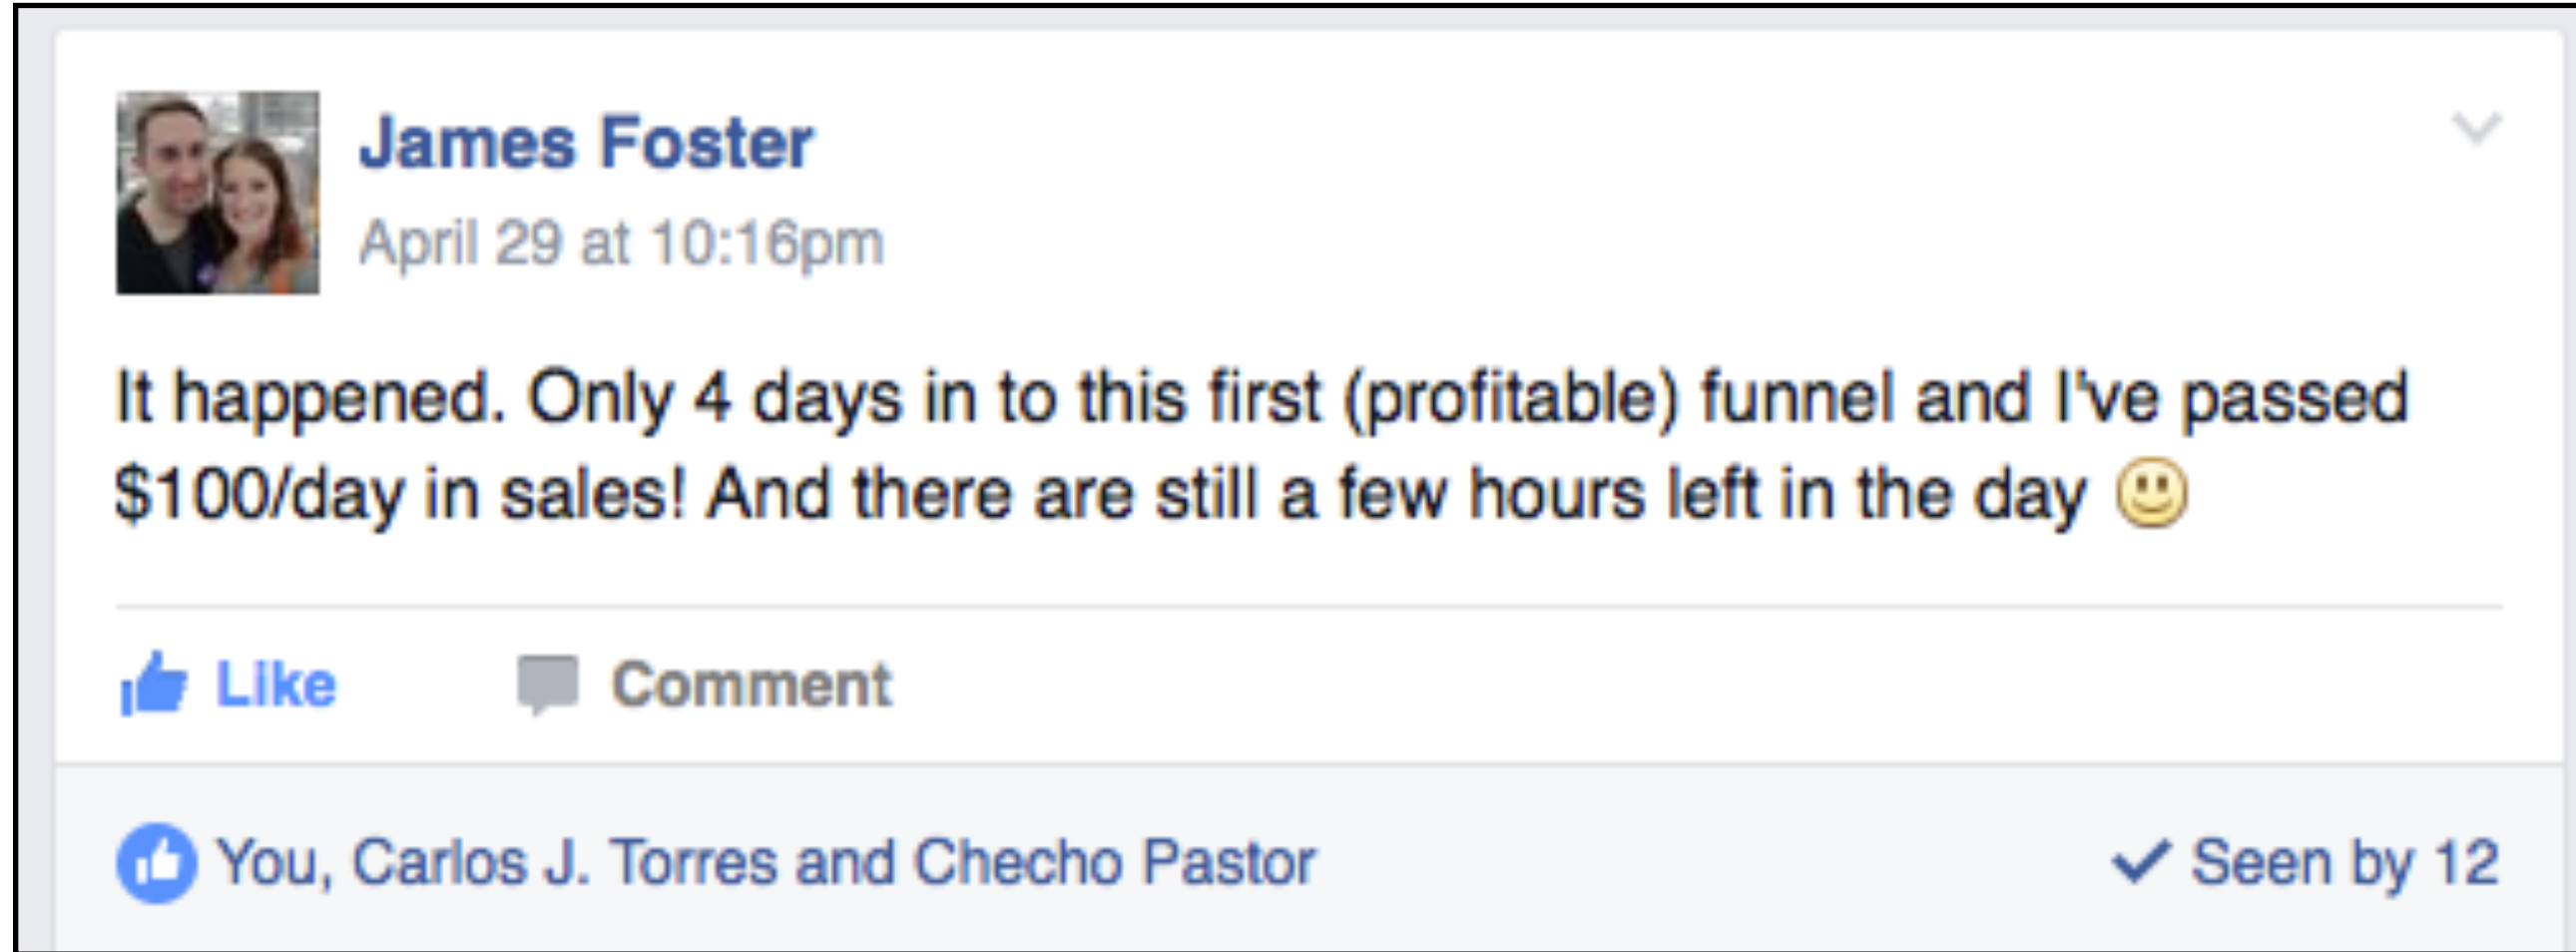 James Foster
April 29 at 10:16pm
It happened. Only 4 days in to this first (profitable) funnel and I've passed
$100/day in sales! And there are still a few hours left in the day
Like Comment
You, Carlos J. Torres and Checho Pastor Seen by 12